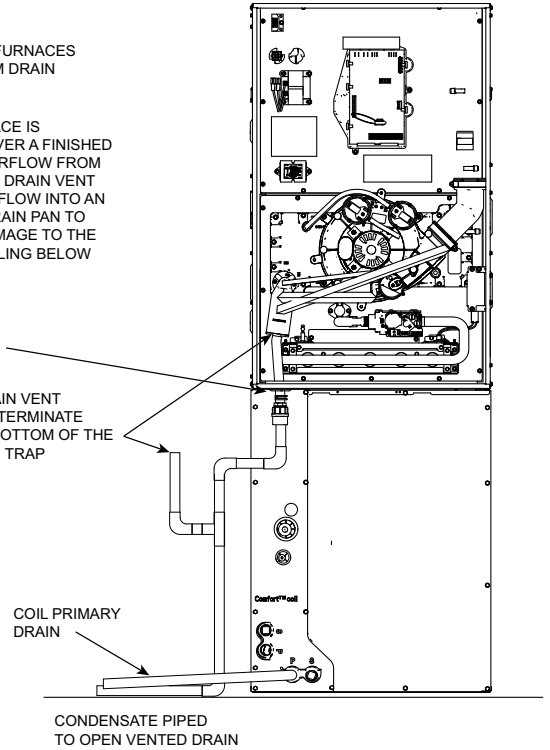 FURNACES
M DRAIN
ACE IS
VER A FINISHED
RFLOW FROM
DRAIN VENT
FLOW INTO AN
RAIN PAN TO
MAGE TO THE
LING BELOW
AIN VENT
TERMINATE
OTTOM OF THE
TRAP
Comfort™ coil
COIL PRIMARY
DRAIN
P S
CONDENSATE PIPED
TO OPEN VENTED DRAIN